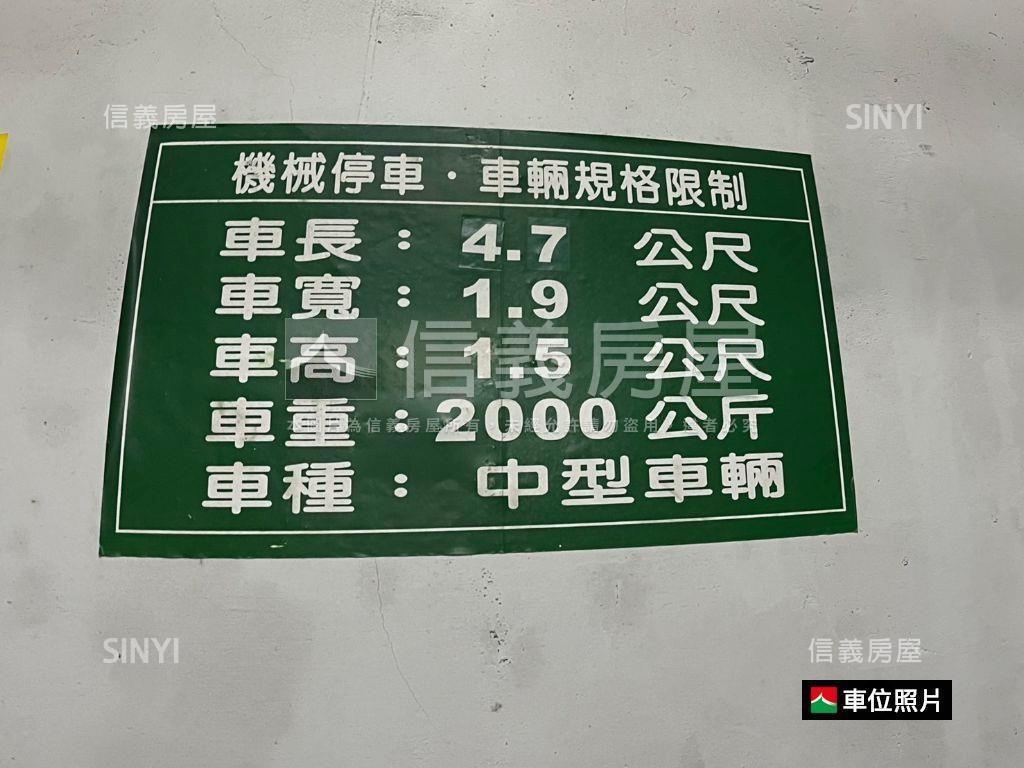 信義房屋
SINYI
機械停車・車輛規格限制
車長：4.7 公尺
車寬：1.9 公尺
車高：1.5 公尺
信義房屋
車重：2000 公斤
車種：中型車輛
SINYI
信義房屋
車位照片